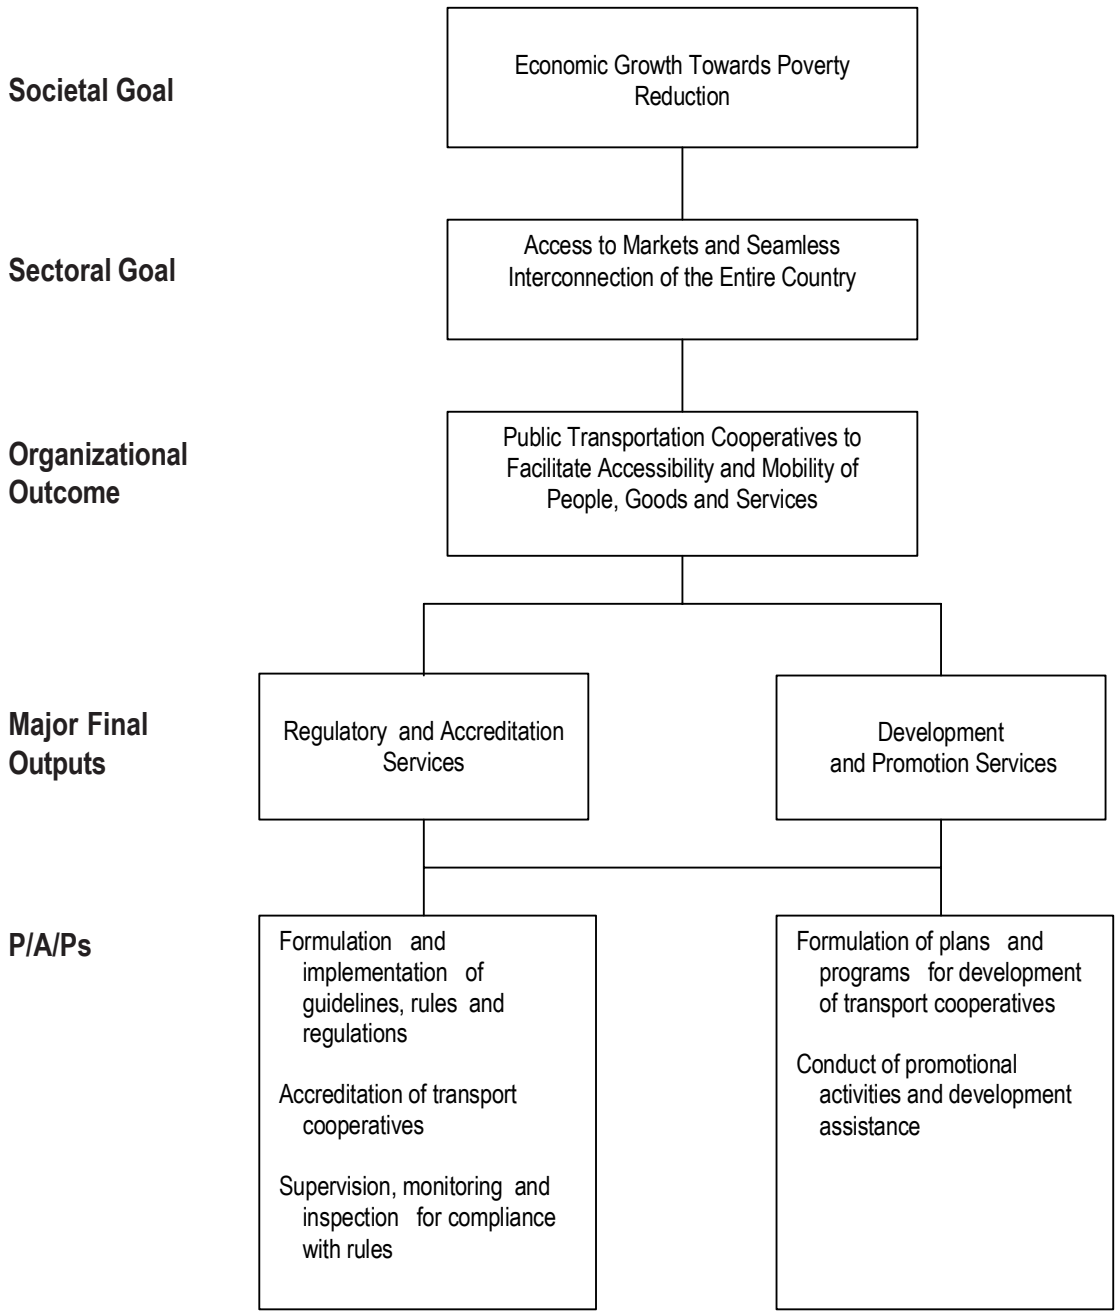 Societal Goal
Economic Growth Towards Poverty
Reduction
Sectoral Goal
Access to Markets and Seamless
Interconnection of the Entire Country
Organizational
Outcome
Public Transportation Cooperatives to
Facilitate Accessibility and Mobility of
People, Goods and Services
Major Final
Outputs
Regulatory and Accreditation
Services
Development
and Promotion Services
P/A/Ps
Formulation and
implementation of
guidelines, rules and
regulations
Accreditation of transport
cooperatives
Supervision, monitoring and
inspection for compliance
with rules
Formulation of plans and
programs for development
of transport cooperatives
Conduct of promotional
activities and development
assistance